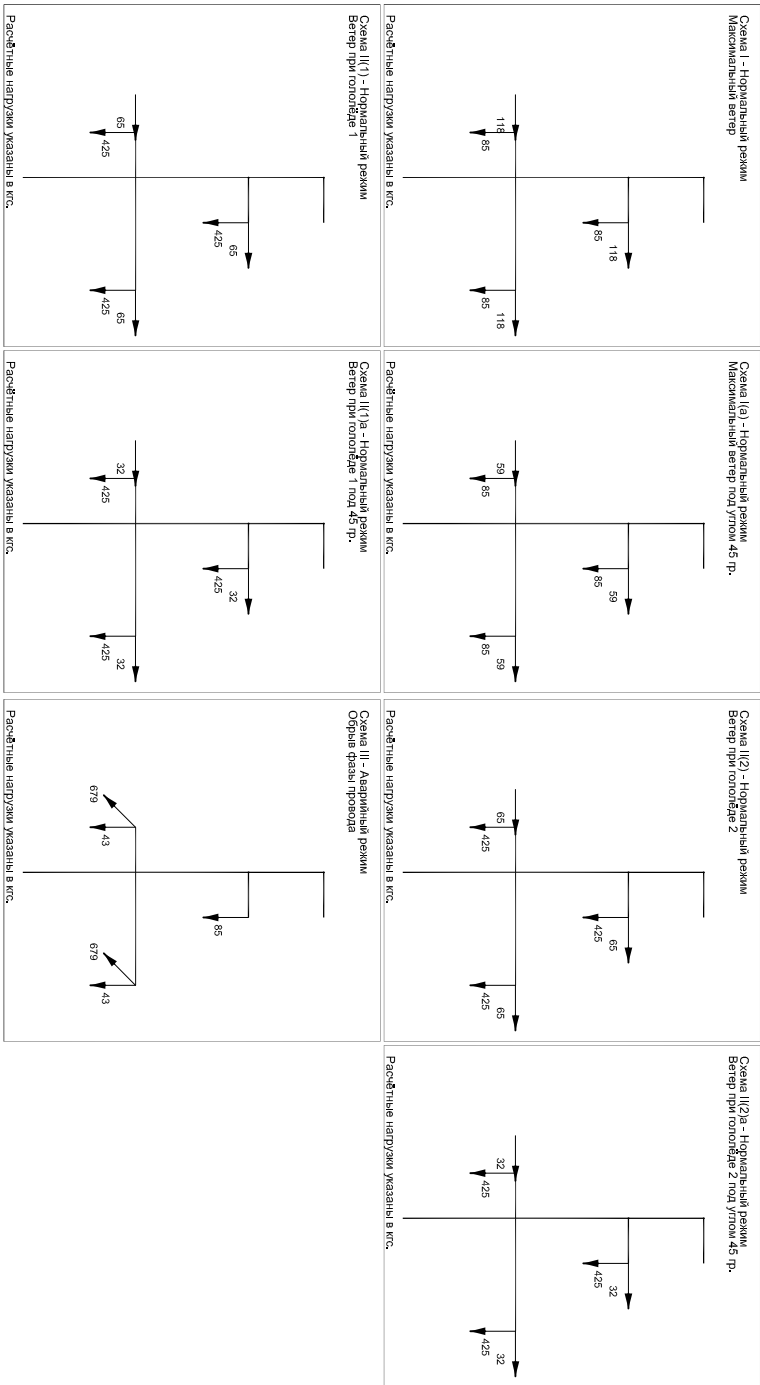 Схема I - Нормальный режим
Максимальный ветер
118
85
118
85
118
85
Расчётные нагрузки указаны в кгс.
Схема I(а) - Нормальный режим
Максимальный ветер под углом 45 гр.
59
85
59
85
59
85
Расчётные нагрузки указаны в кгс.
Схема II(2) - Нормальный режим
Ветер при гололёде 2
65
425
65
425
65
425
Расчётные нагрузки указаны в кгс.
Схема II(2)а - Нормальный режим
Ветер при гололёде 2 под углом 45 гр.
32
425
32
425
32
425
Расчётные нагрузки указаны в кгс.
Схема II(1) - Нормальный режим
Ветер при гололёде 1
65
425
65
425
65
425
Расчётные нагрузки указаны в кгс.
Схема II(1)а - Нормальный режим
Ветер при гололёде 1 под 45 гр.
32
425
32
425
32
425
Расчётные нагрузки указаны в кгс.
Схема III - Аварийный режим
Обрыв фазы провода
85
679
43
679
43
Расчётные нагрузки указаны в кгс.